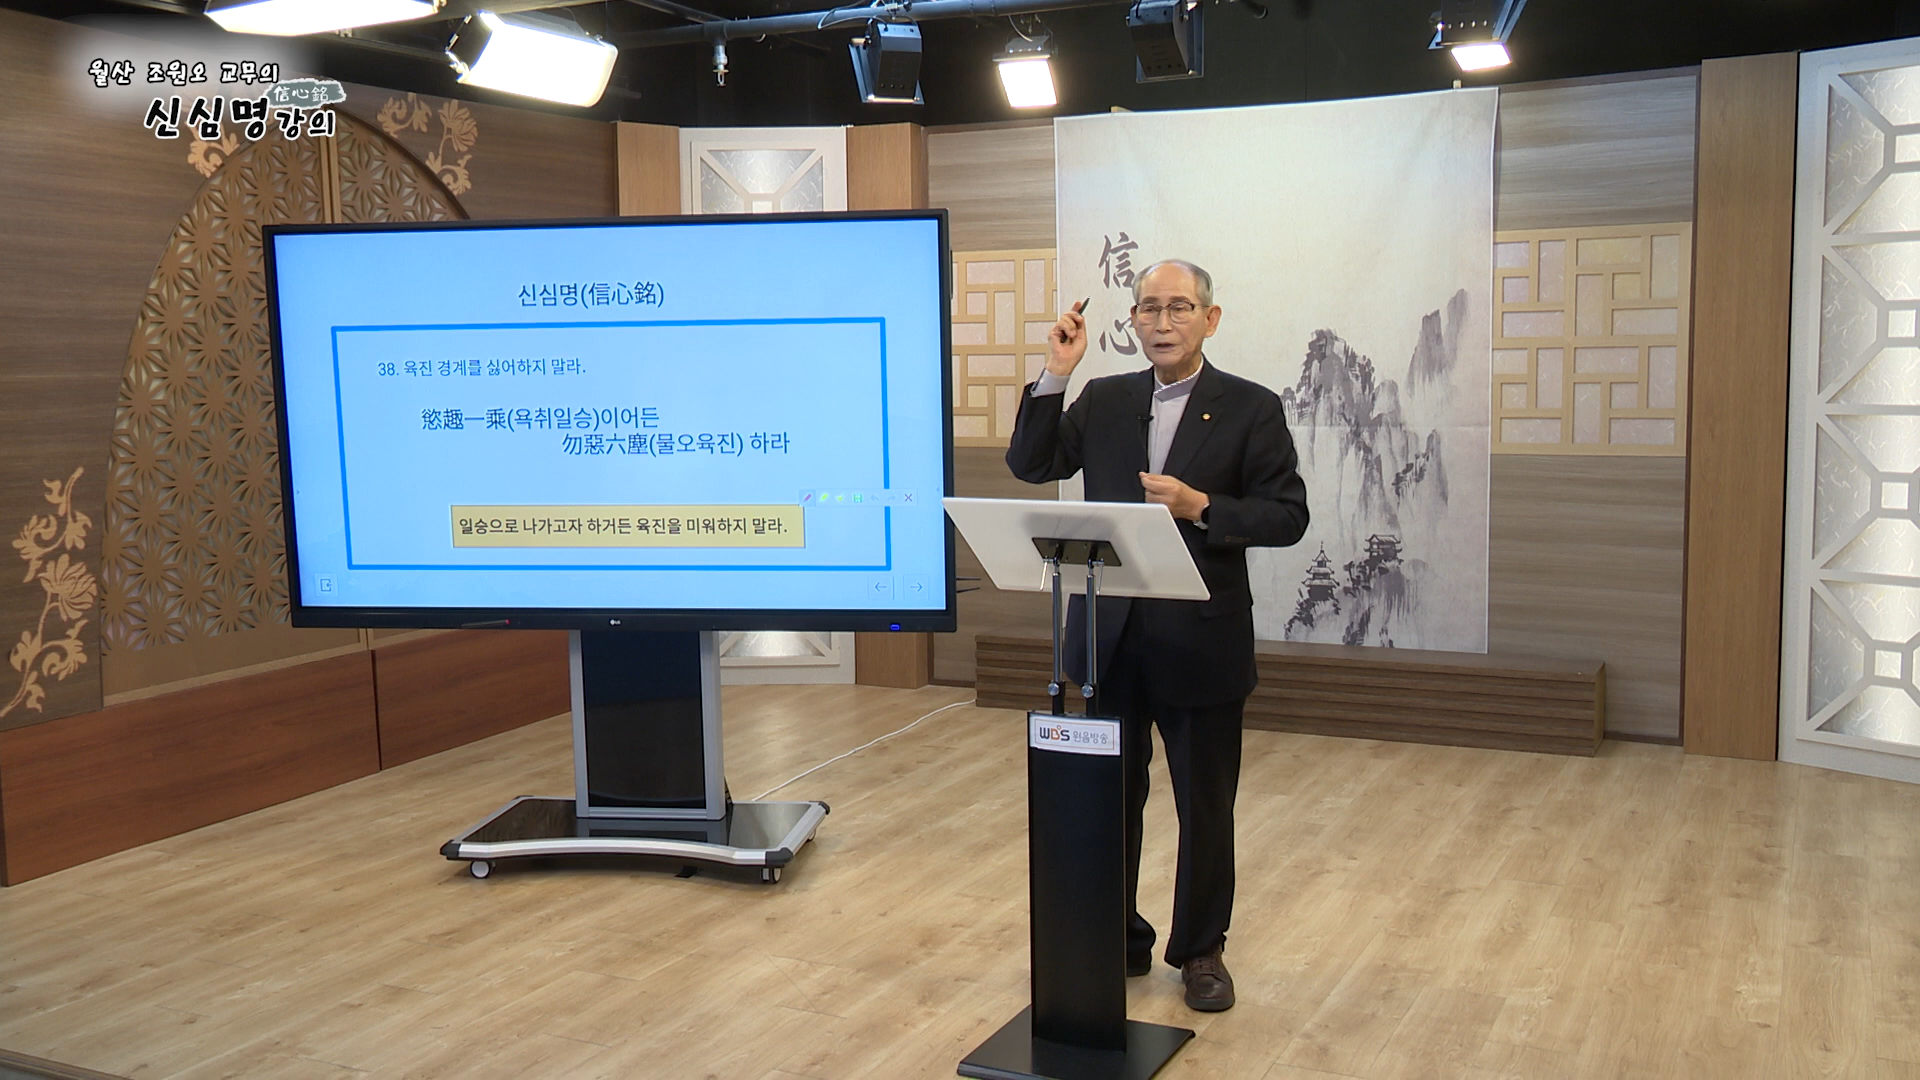 월산 조원오 교무의
信心銘
신심명강의
신심명(信心銘)
38. 육진 경계를 싫어하지 말라.
慾趣一乘(욕취일승)이어든
勿惡六塵(물오육진) 하라
일승으로 나가고자 하거든 육진을 미워하지 말라.
LG
信
心
WBS 원음방송